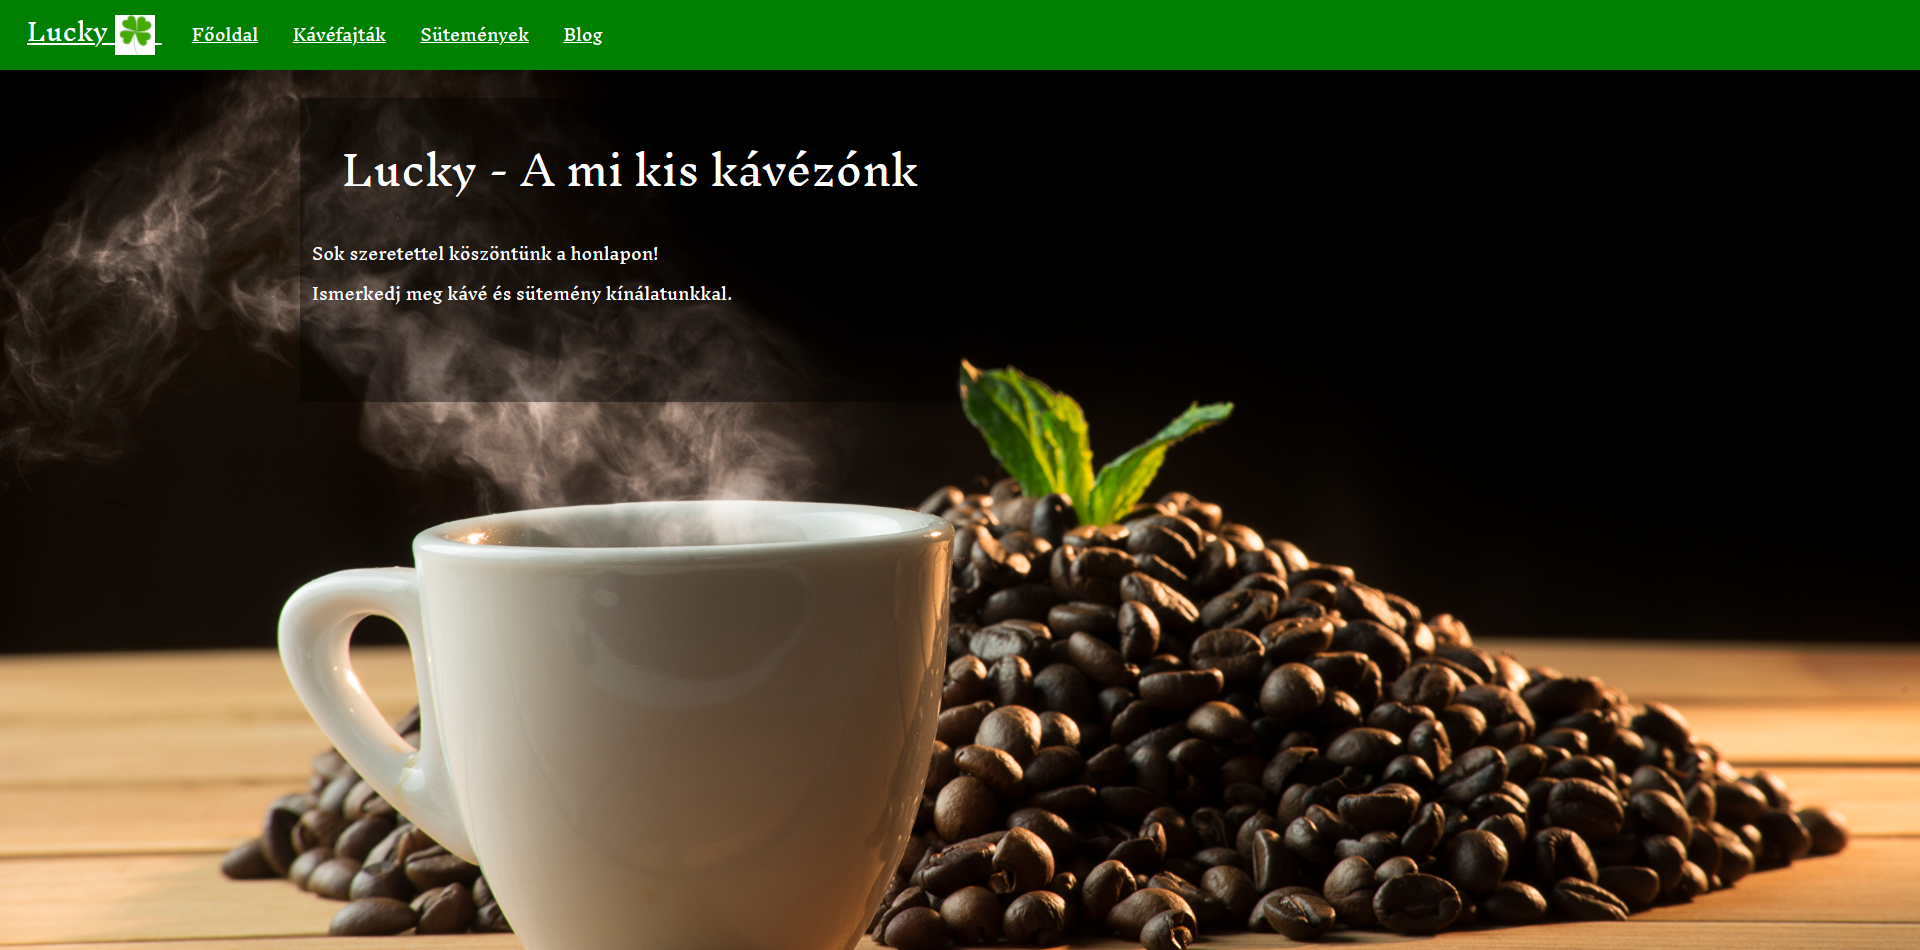 Lucky Főoldal Kávéfajták Sütemények Blog
Lucky - A mi kis kávézónk
Sok szeretettel köszöntünk a honlapon!
Ismerkedj meg kávé és sütemény kínálatunkkal.